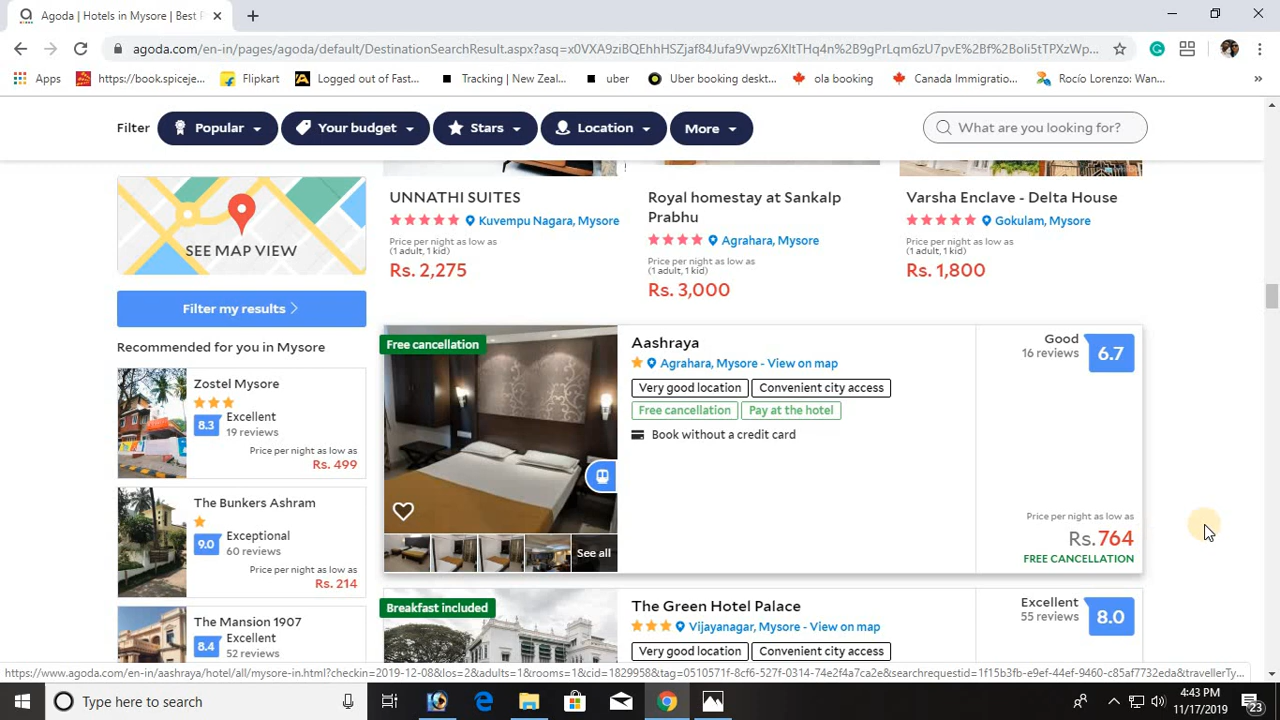 Agoda | Hotels in Mysore | Best
agoda.com/en-in/pages/agoda/default/DestinationSearchResult.aspx?asq=x0VXA9ziBQEhhHSZjaf84Jufa9Vwpz6XltTHq4n%2B9gPrLqm6zU7pvE%2Bf%2BoIi5tTPXzWp...
Apps
https://book.spiceje...
Flipkart
Logged out of Fast...
Tracking | New Zeal...
uber
Uber booking deskt...
ola booking
Canada Immigratio...
Rocío Lorenzo: Wan...
»
Filter
Popular
Your budget
Stars
Location
More
What are you looking for?
SEE MAP VIEW
Filter my results
Recommended for you in Mysore
Zostel Mysore
8.3
Excellent
19 reviews
Price per night as low as
Rs. 499
The Bunkers Ashram
9.0
Exceptional
60 reviews
Price per night as low as
Rs. 214
The Mansion 1907
8.4
Excellent
52 reviews
UNNATHI SUITES
Kuvempu Nagara, Mysore
Price per night as low as
(1 adult, 1 kid)
Rs. 2,275
Royal homestay at Sankalp
Prabhu
Agrahara, Mysore
Price per night as low as
(1 adult, 1 kid)
Rs. 3,000
Varsha Enclave - Delta House
Gokulam, Mysore
Price per night as low as
(1 adult, 1 kid)
Rs. 1,800
Free cancellation
See all
Aashraya
Agrahara, Mysore - View on map
Very good location
Convenient city access
Free cancellation
Pay at the hotel
Book without a credit card
Good
16 reviews
6.7
Price per night as low as
Rs. 764
FREE CANCELLATION
Breakfast included
The Green Hotel Palace
Vijayanagar, Mysore - View on map
Very good location
Convenient city access
Excellent
55 reviews
8.0
https://www.agoda.com/en-in/aashraya/hotel/all/mysore-in.html?checkin=2019-12-08&los=2&adults=1&rooms=1&cid=1829958&tag=0510571f-8cf6-527f-0314-74e2f4a7ca2e&searchrequestid=1f15b3fb-e9ef-44ef-9460-c85af7732eda&travellerTy...
Type here to search
4:43 PM
11/17/2019
23